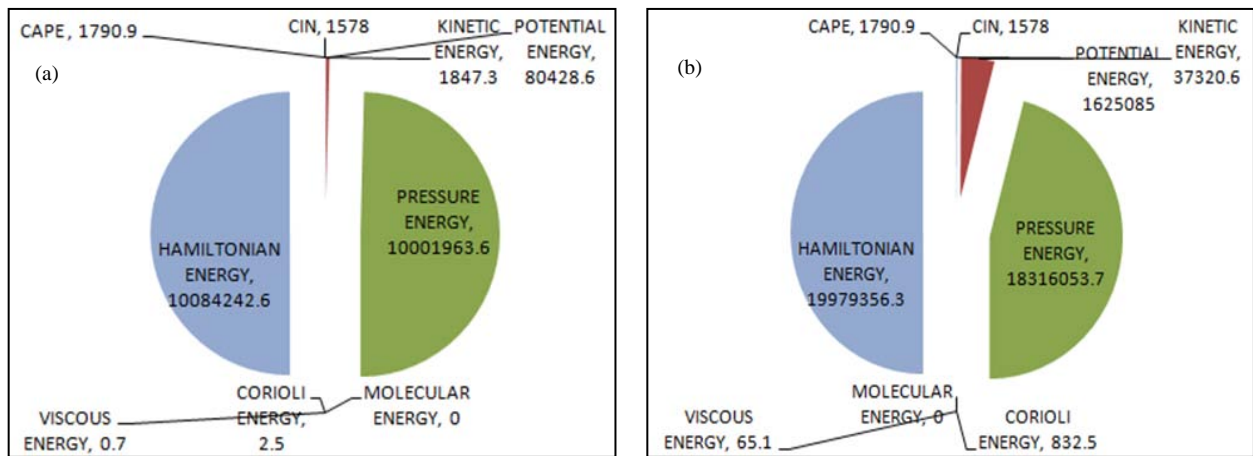 (a)
CAPE, 1790.9
CIN, 1578
KINETIC
ENERGY,
1847.3
POTENTIAL
ENERGY,
80428.6
PRESSURE
ENERGY,
10001963.6
HAMILTONIAN
ENERGY,
10084242.6
VISCOUS
ENERGY, 0.7
CORIOLI
ENERGY,
2.5
MOLECULAR
ENERGY, 0
(b)
CAPE, 1790.9
CIN, 1578
KINETIC
ENERGY,
37320.6
POTENTIAL
ENERGY,
1625085
PRESSURE
ENERGY,
18316053.7
HAMILTONIAN
ENERGY,
19979356.3
MOLECULAR
ENERGY, 0
VISCOUS
ENERGY, 65.1
CORIOLI
ENERGY, 832.5